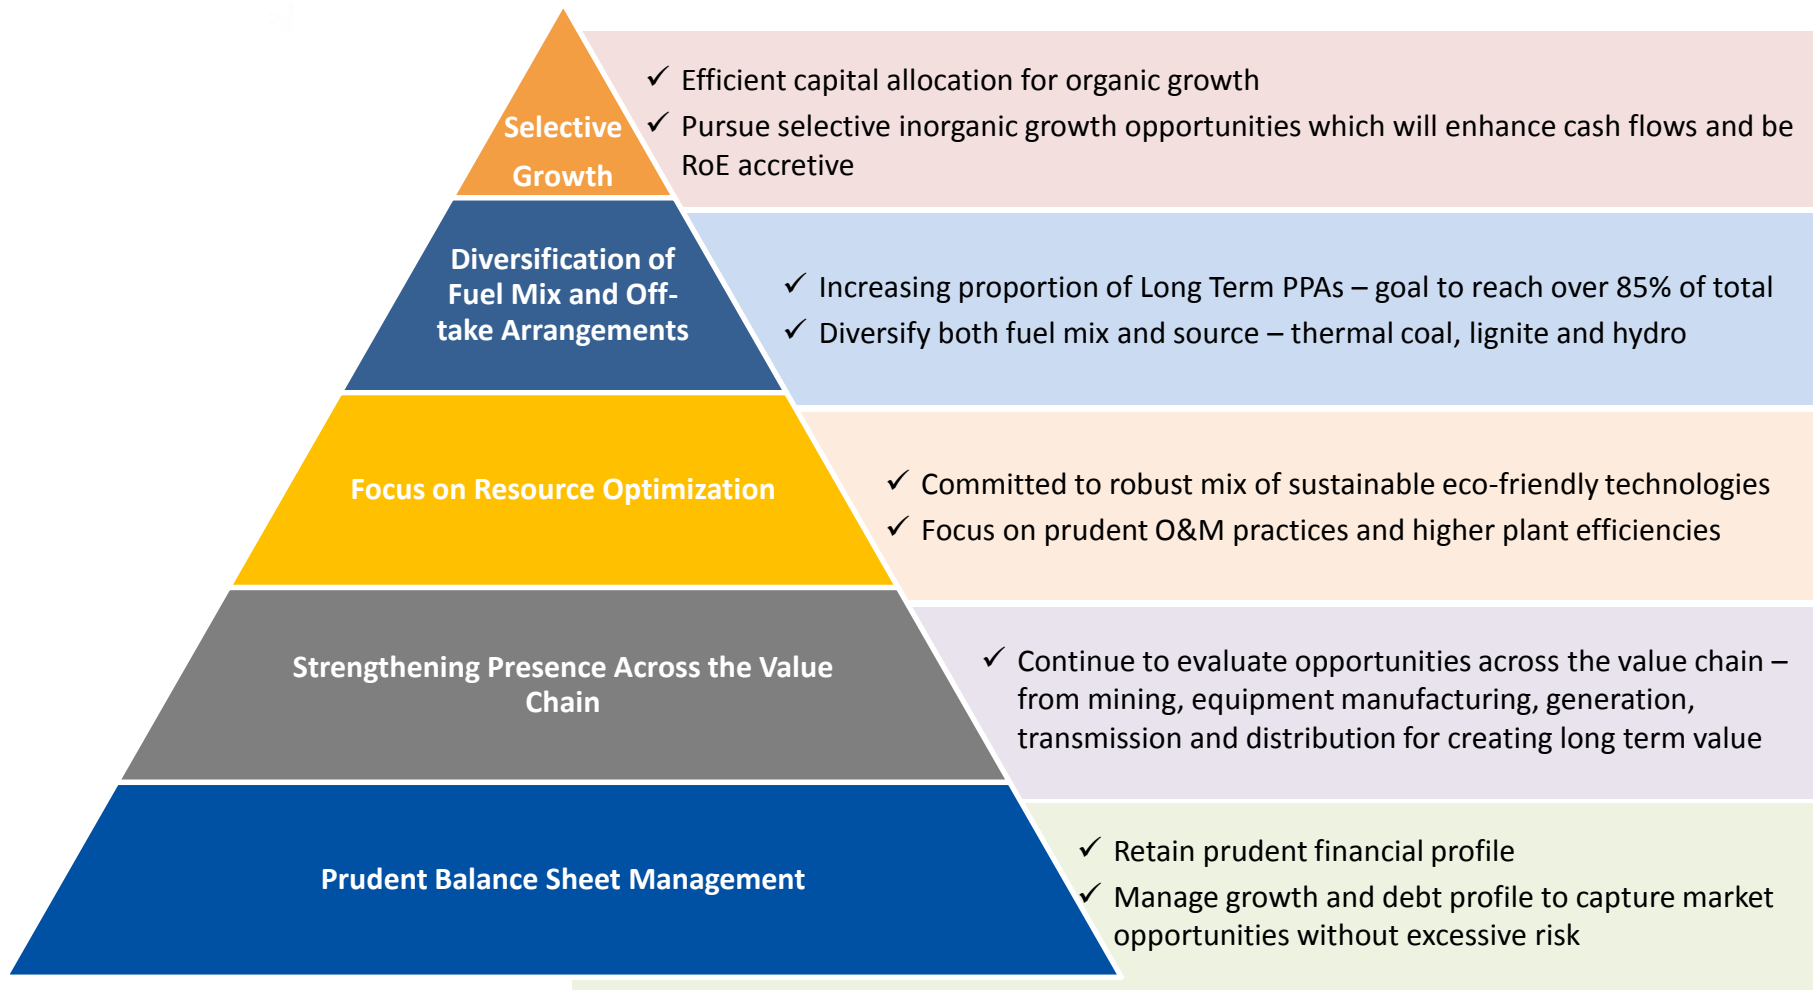 Selective
Growth
✓ Efficient capital allocation for organic growth
✓ Pursue selective inorganic growth opportunities which will enhance cash flows and be
RoE accretive
Diversification of
Fuel Mix and Off-
take Arrangements
✓ Increasing proportion of Long Term PPAs – goal to reach over 85% of total
✓ Diversify both fuel mix and source – thermal coal, lignite and hydro
Focus on Resource Optimization
✓ Committed to robust mix of sustainable eco-friendly technologies
✓ Focus on prudent O&M practices and higher plant efficiencies
Strengthening Presence Across the Value
Chain
✓ Continue to evaluate opportunities across the value chain –
from mining, equipment manufacturing, generation,
transmission and distribution for creating long term value
Prudent Balance Sheet Management
✓ Retain prudent financial profile
✓ Manage growth and debt profile to capture market
opportunities without excessive risk